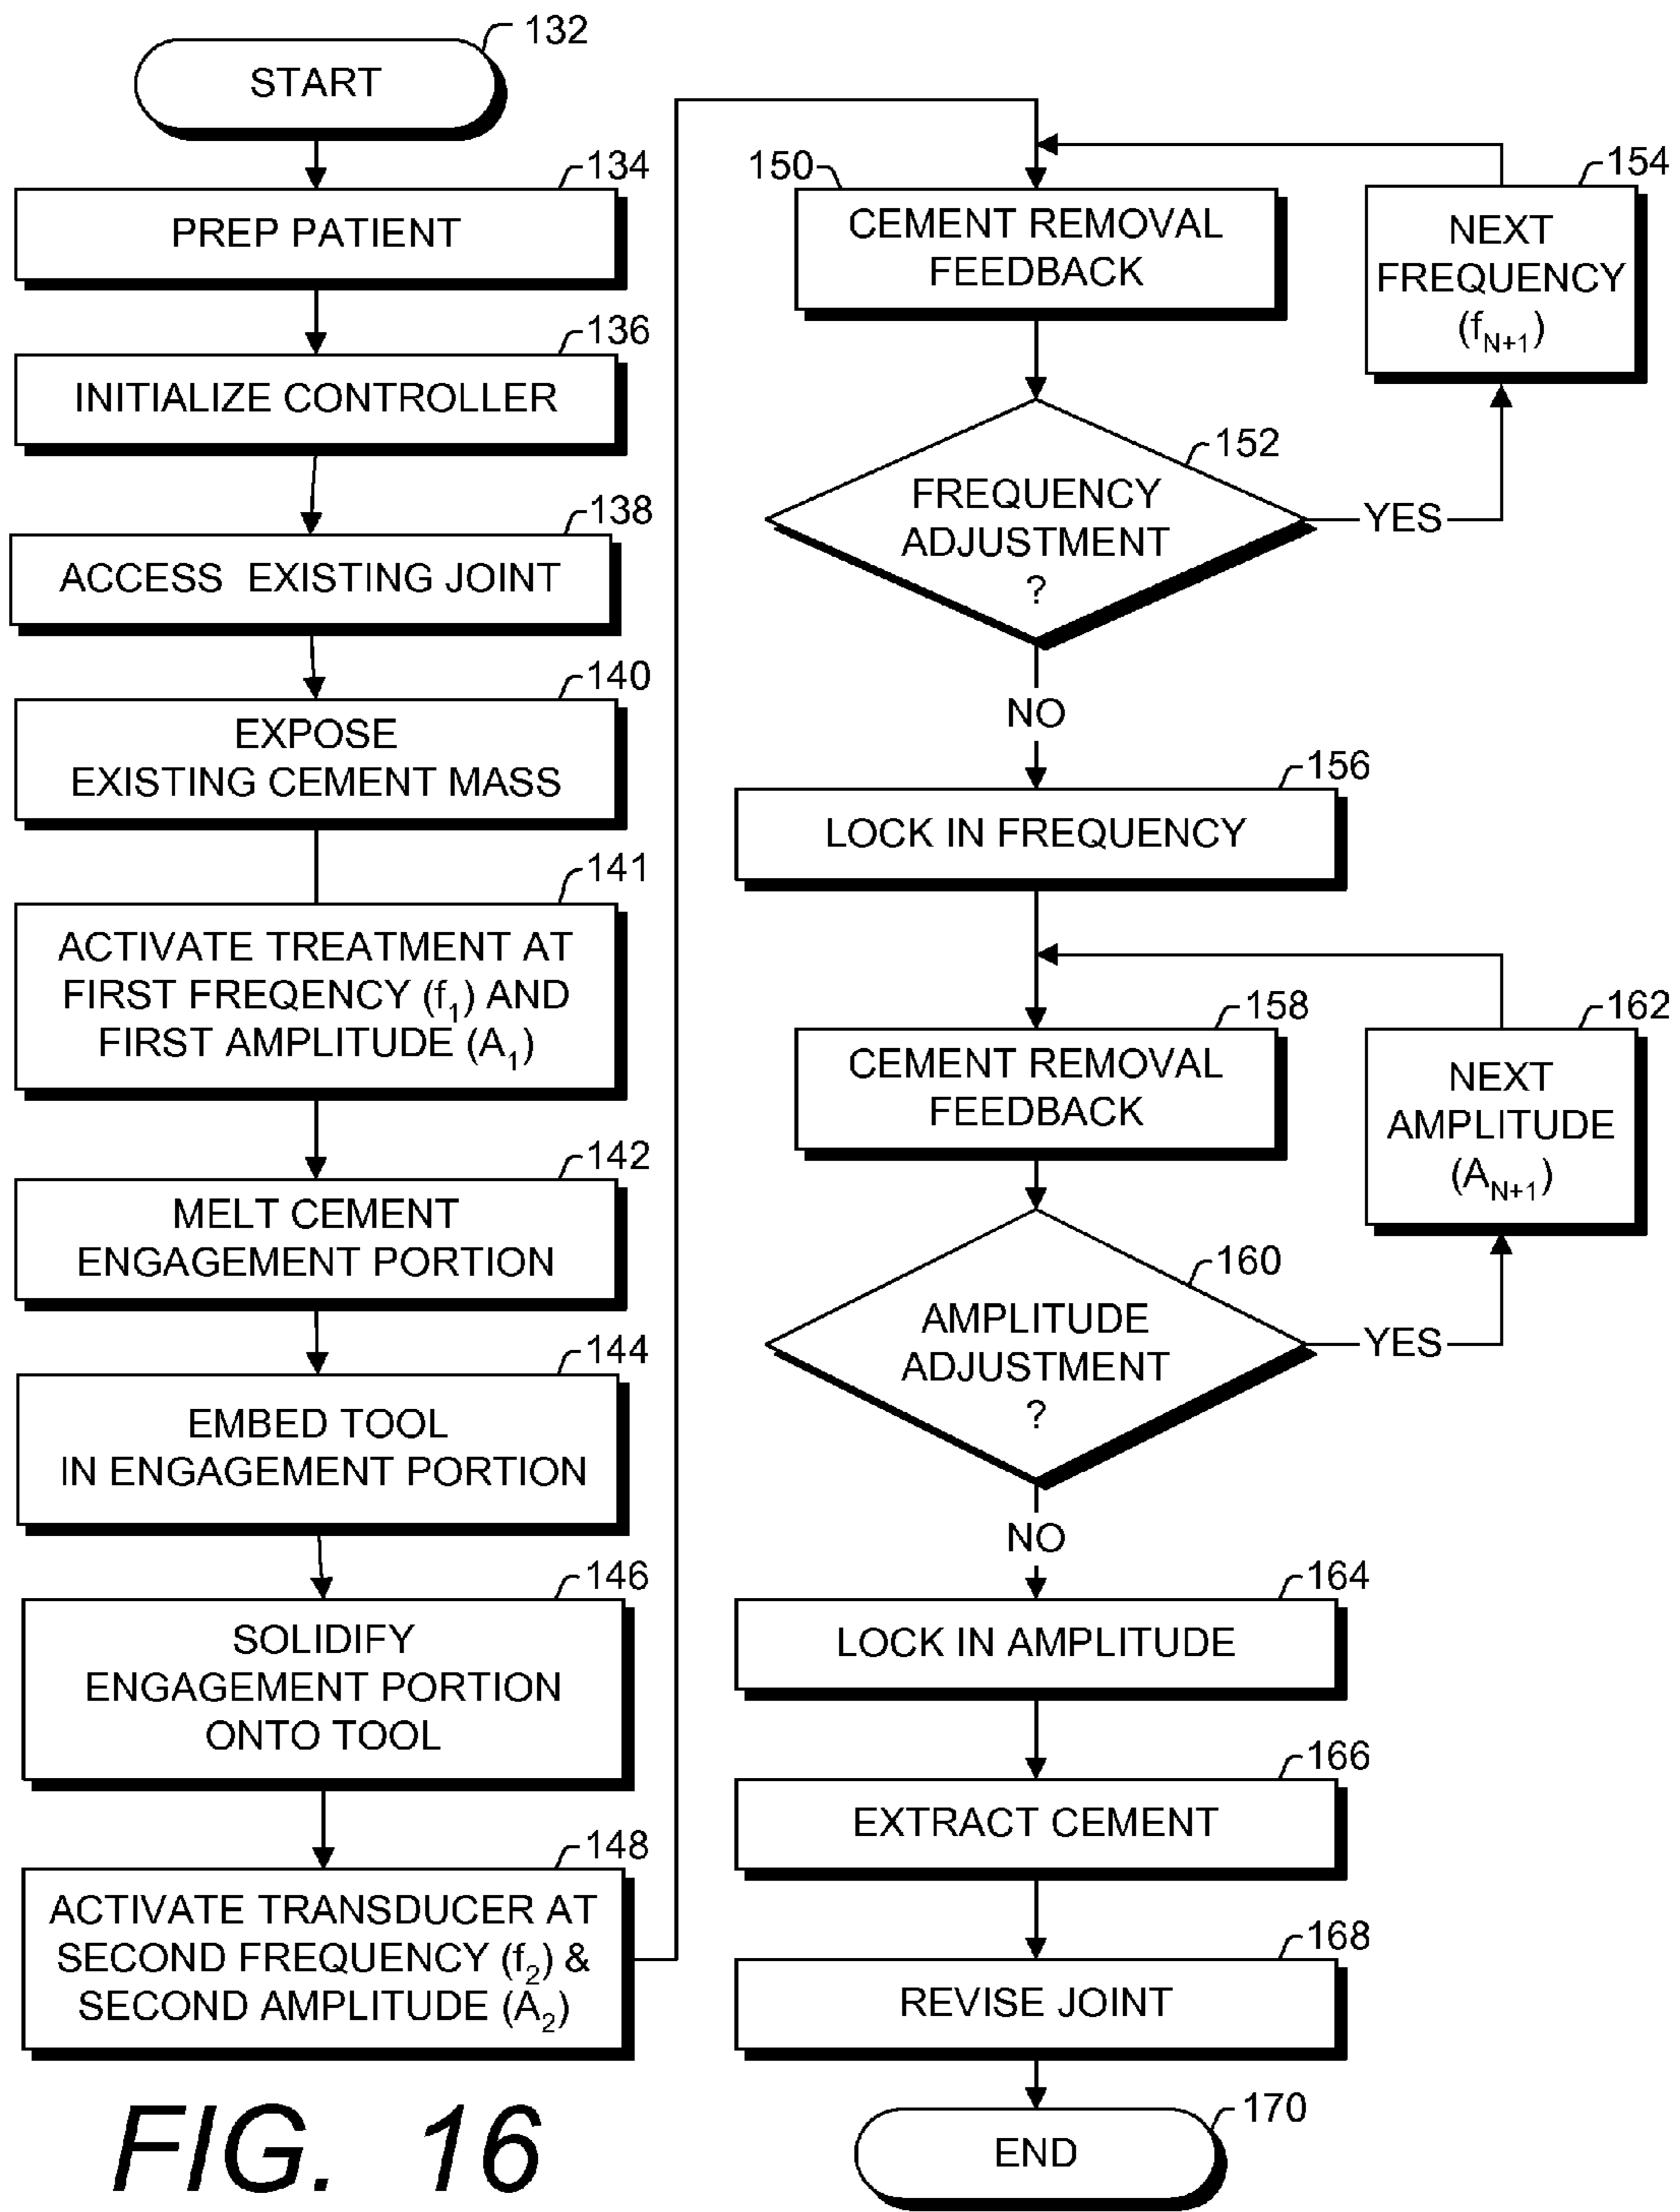 132
START
134
PREP PATIENT
136
INITIALIZE CONTROLLER
138
ACCESS EXISTING JOINT
140
EXPOSE
EXISTING CEMENT MASS
141
ACTIVATE TREATMENT AT
FIRST FREQENCY (f1) AND
FIRST AMPLITUDE (A1)
142
MELT CEMENT
ENGAGEMENT PORTION
144
EMBED TOOL
IN ENGAGEMENT PORTION
146
SOLIDIFY
ENGAGEMENT PORTION
ONTO TOOL
148
ACTIVATE TRANSDUCER AT
SECOND FREQUENCY (f2) &
SECOND AMPLITUDE (A2)
150
CEMENT REMOVAL
FEEDBACK
154
NEXT
FREQUENCY
(fN+1)
152
FREQUENCY
ADJUSTMENT
?
YES
NO
156
LOCK IN FREQUENCY
158
CEMENT REMOVAL
FEEDBACK
162
NEXT
AMPLITUDE
(AN+1)
160
AMPLITUDE
ADJUSTMENT
?
YES
NO
164
LOCK IN AMPLITUDE
166
EXTRACT CEMENT
168
REVISE JOINT
170
END
FIG. 16